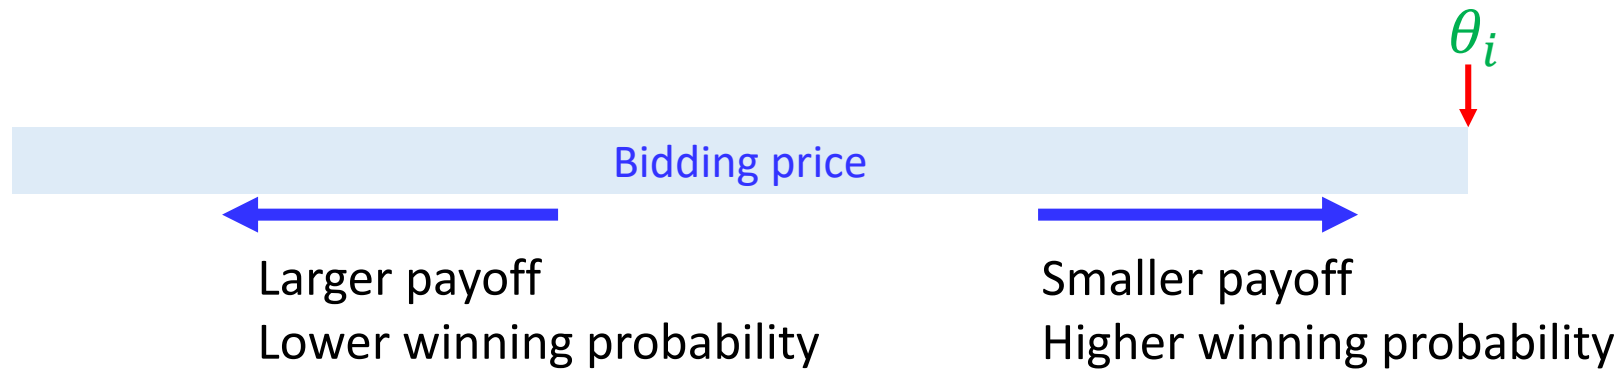 θᵢ
Bidding price
Larger payoff
Lower winning probability
Smaller payoff
Higher winning probability